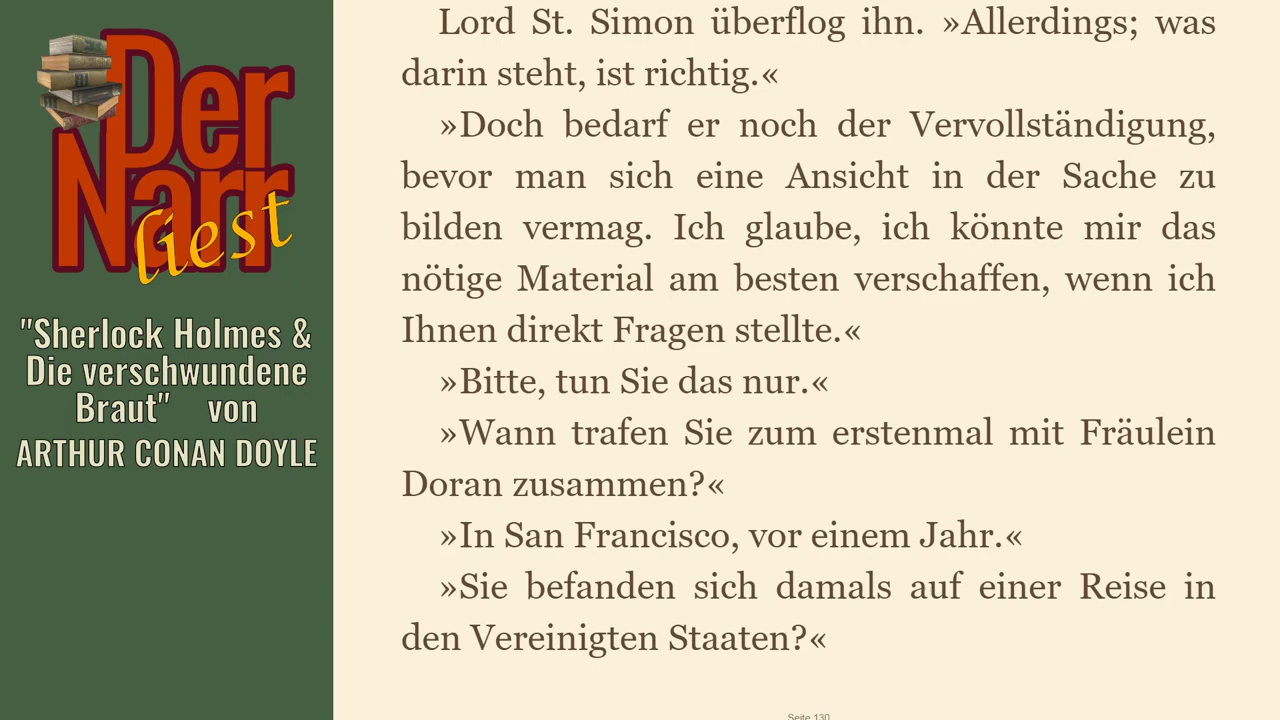 Der
Narr
liest
"Sherlock Holmes &
Die verschwundene
Braut" von
ARTHUR CONAN DOYLE
Lord St. Simon überflog ihn. »Allerdings; was
darin steht, ist richtig.«
»Doch bedarf er noch der Vervollständigung,
bevor man sich eine Ansicht in der Sache zu
bilden vermag. Ich glaube, ich könnte mir das
nötige Material am besten verschaffen, wenn ich
Ihnen direkt Fragen stellte.«
»Bitte, tun Sie das nur.«
»Wann trafen Sie zum erstenmal mit Fräulein
Doran zusammen?«
»In San Francisco, vor einem Jahr.«
»Sie befanden sich damals auf einer Reise in
den Vereinigten Staaten?«
Seite 130